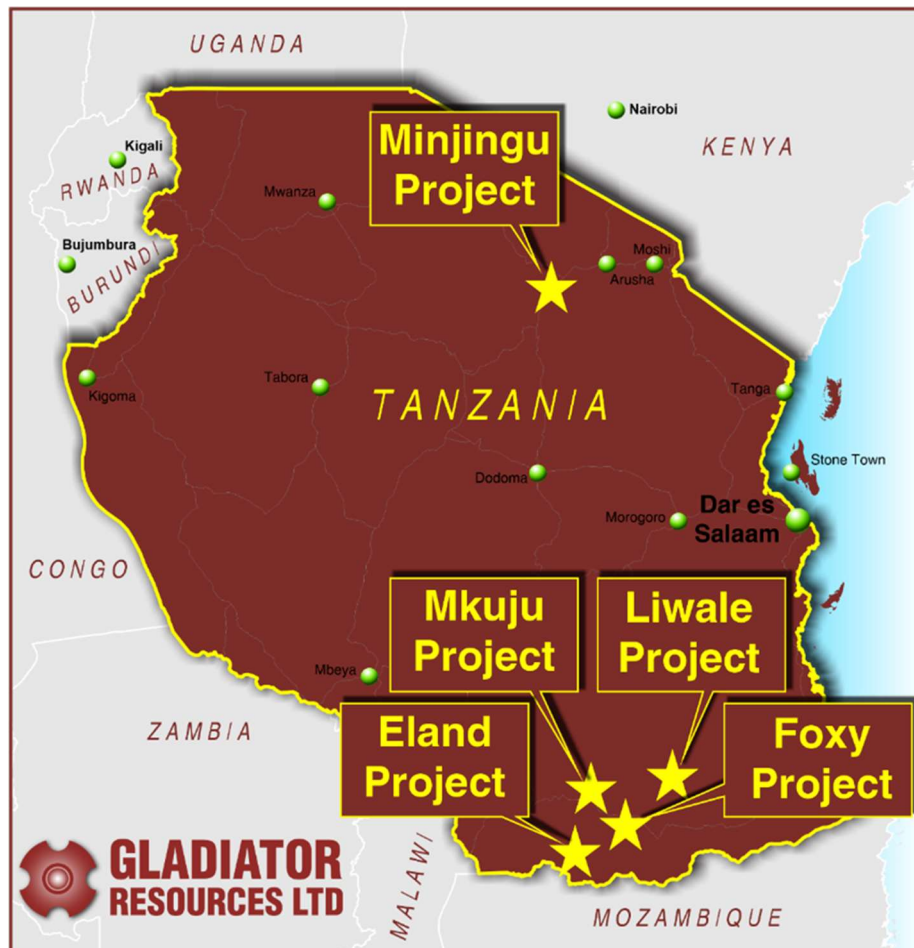 UGANDA
Nairobi
KENYA
Minjingu
Project
Kigali
RWANDA
Mwanza
Bujumbura
BURUNDI
Moshi
Arusha
Kigoma
Tabora
TANZANIA
Tanga
Dodoma
Stone Town
Morogoro
Dar es
Salaam
CONGO
Mkuju
Project
Liwale
Project
Mbeya
ZAMBIA
Eland
Project
Foxy
Project
GLADIATOR
RESOURCES LTD
MALAWI
MOZAMBIQUE